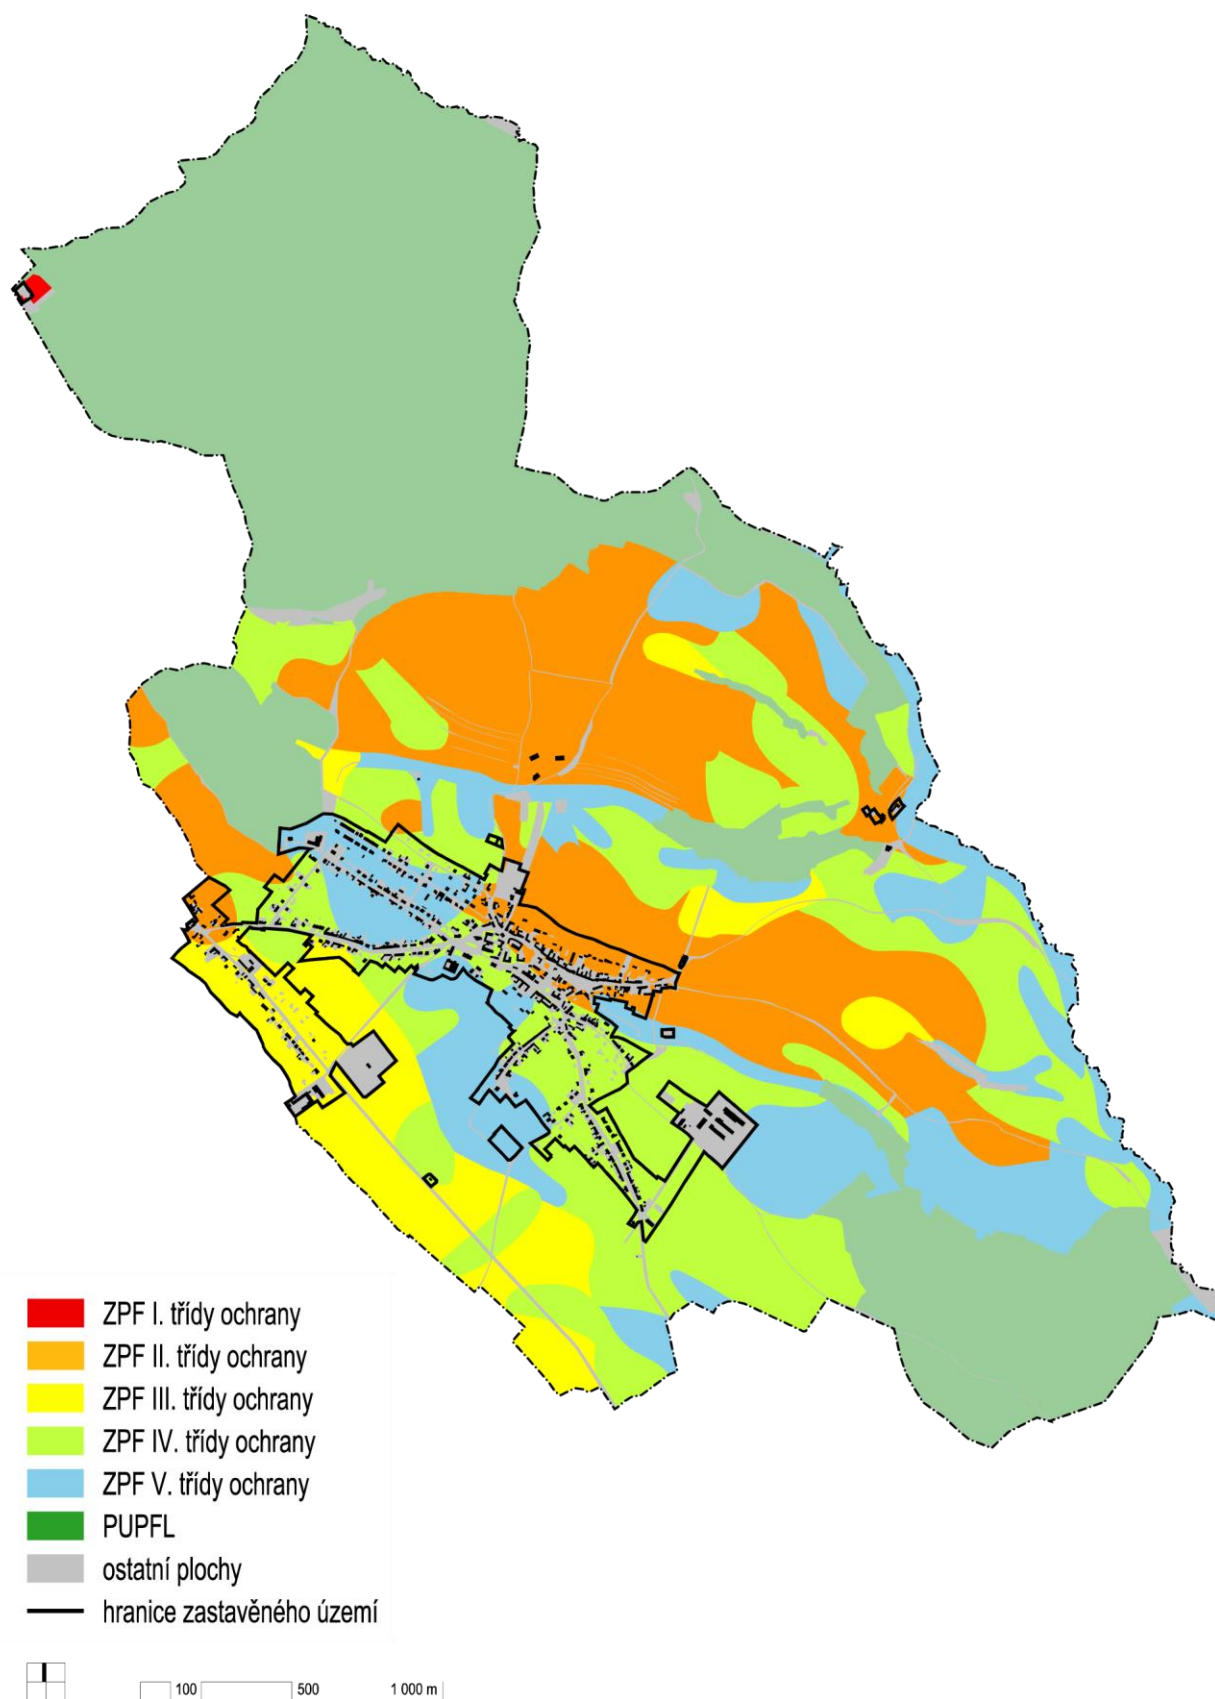 ZPF I. třídy ochrany
ZPF II. třídy ochrany
ZPF III. třídy ochrany
ZPF IV. třídy ochrany
ZPF V. třídy ochrany
PUPFL
ostatní plochy
hranice zastavěného území
100 500 1 000 m